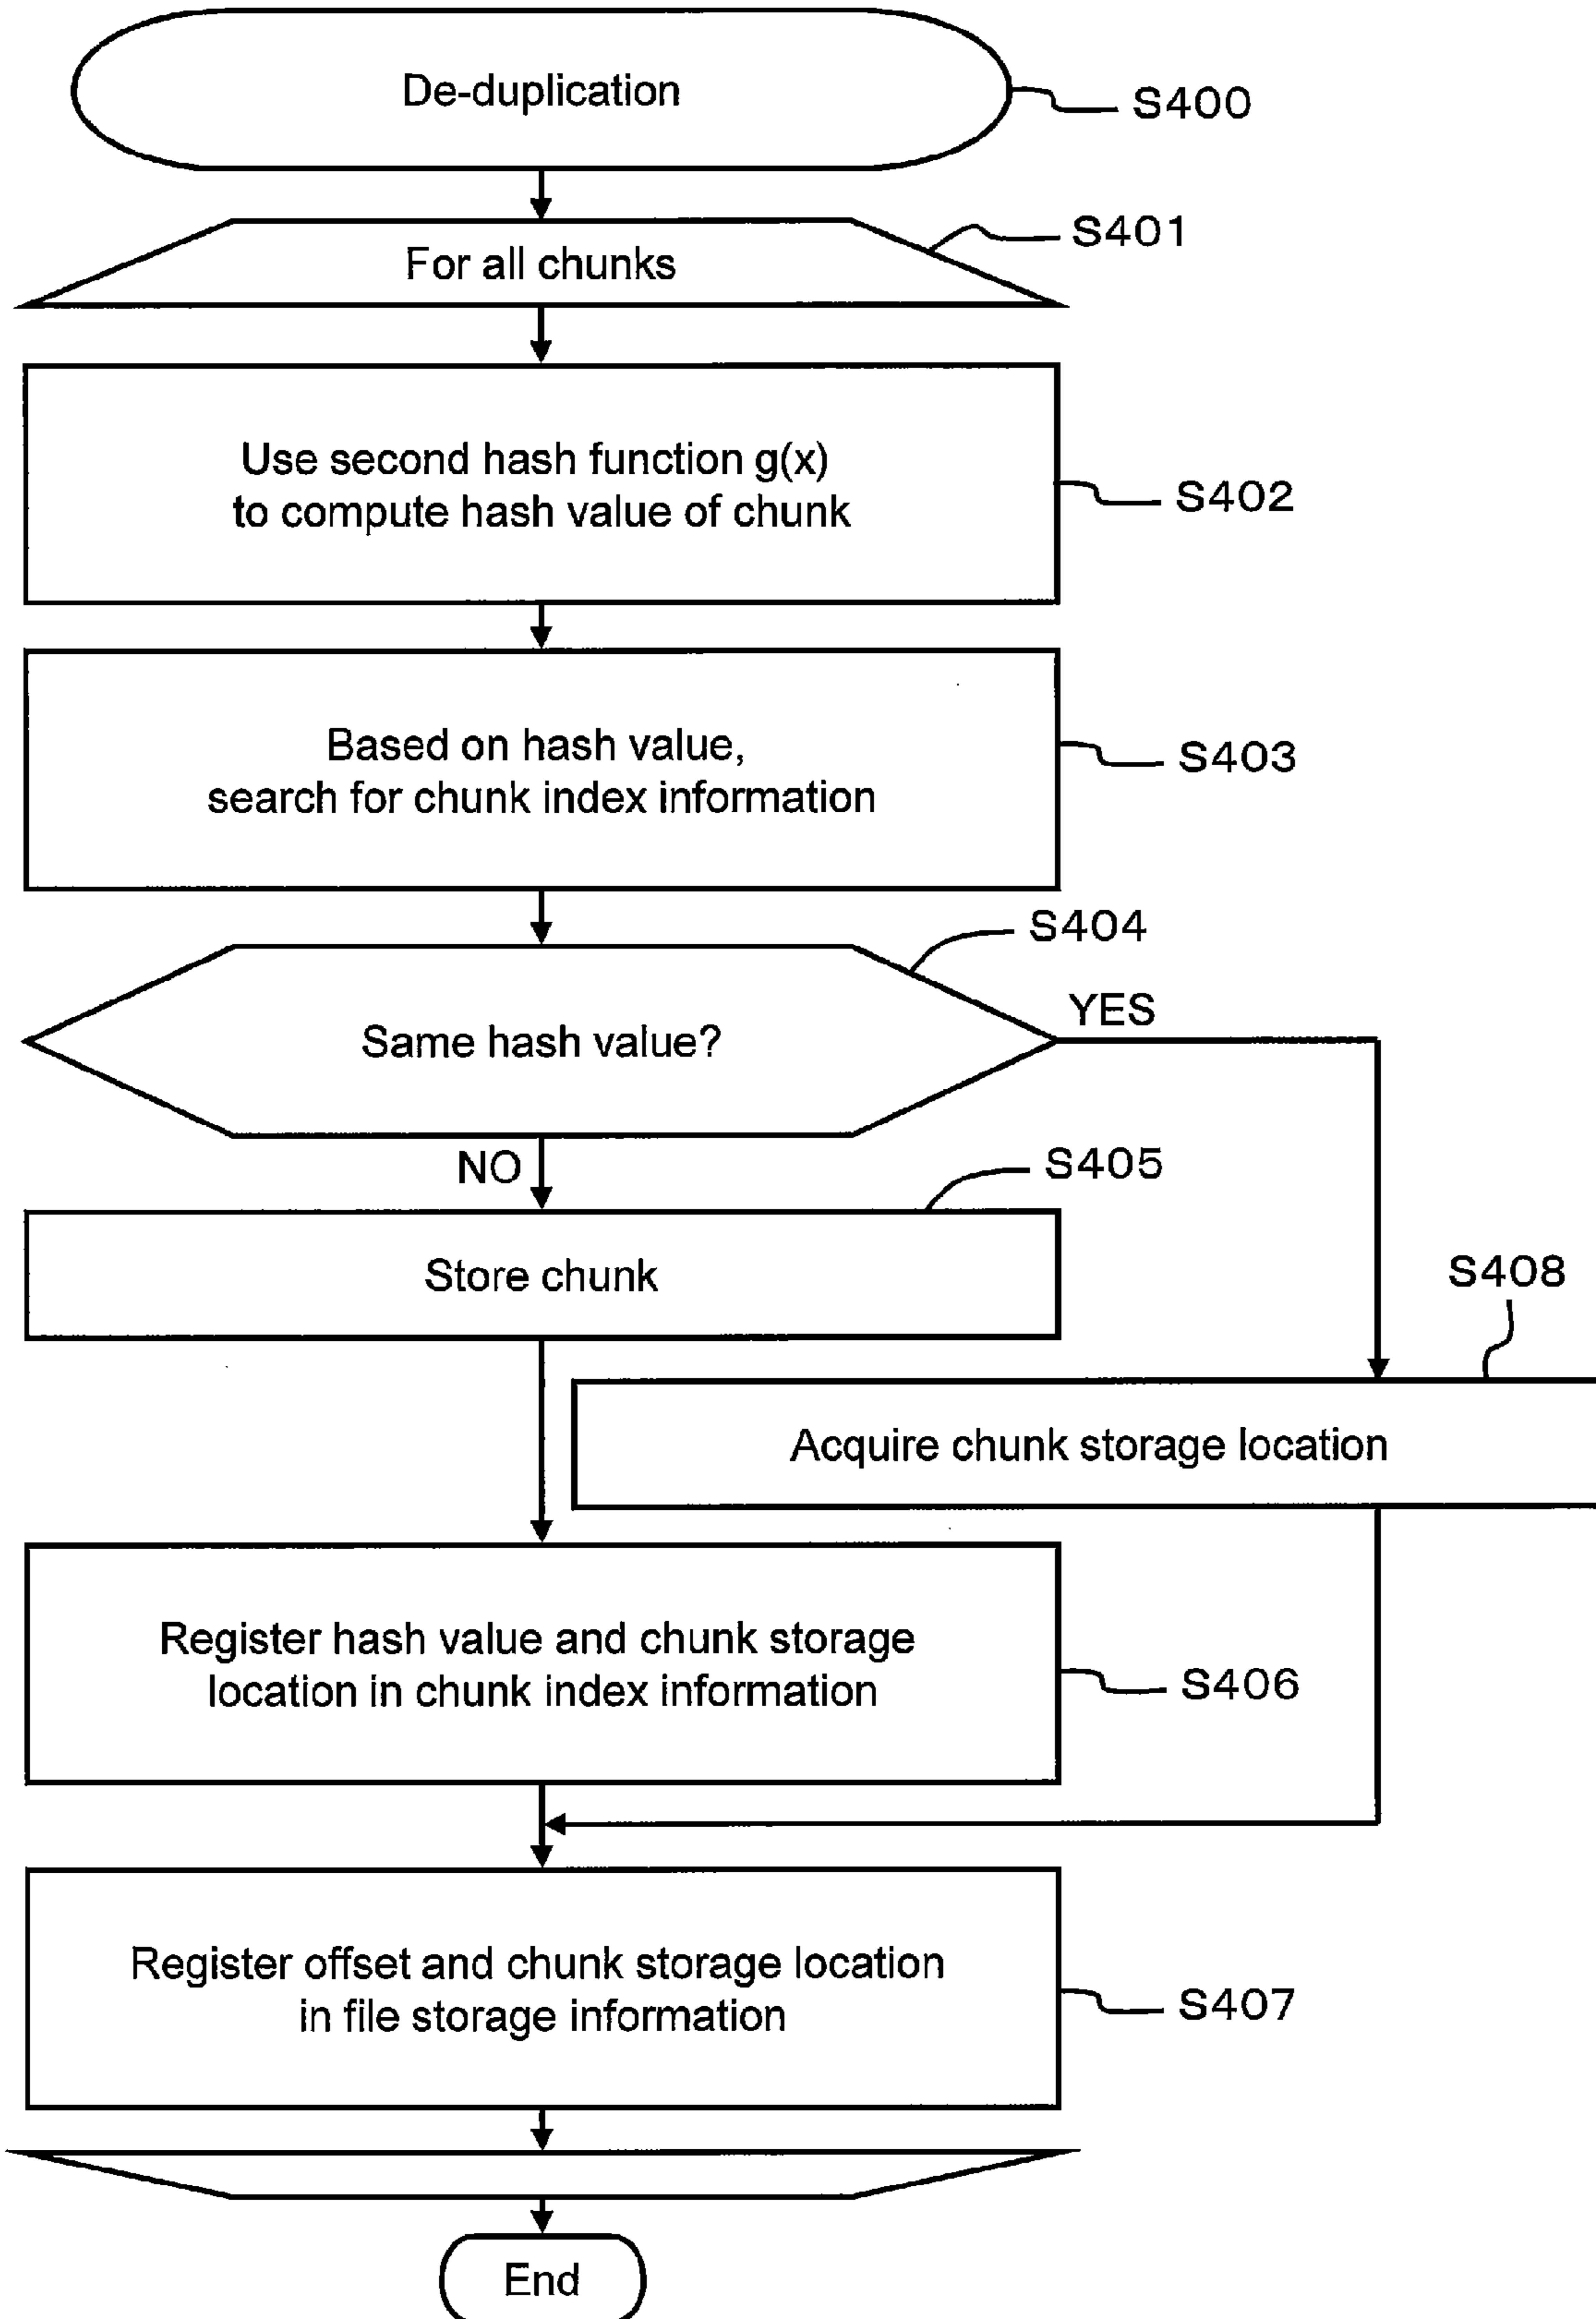 De-duplication
S400
For all chunks
S401
Use second hash function g(x)
to compute hash value of chunk
S402
Based on hash value,
search for chunk index information
S403
S404
Same hash value?
YES
NO
S405
Store chunk
S408
Acquire chunk storage location
Register hash value and chunk storage
location in chunk index information
S406
Register offset and chunk storage location
in file storage information
S407
End